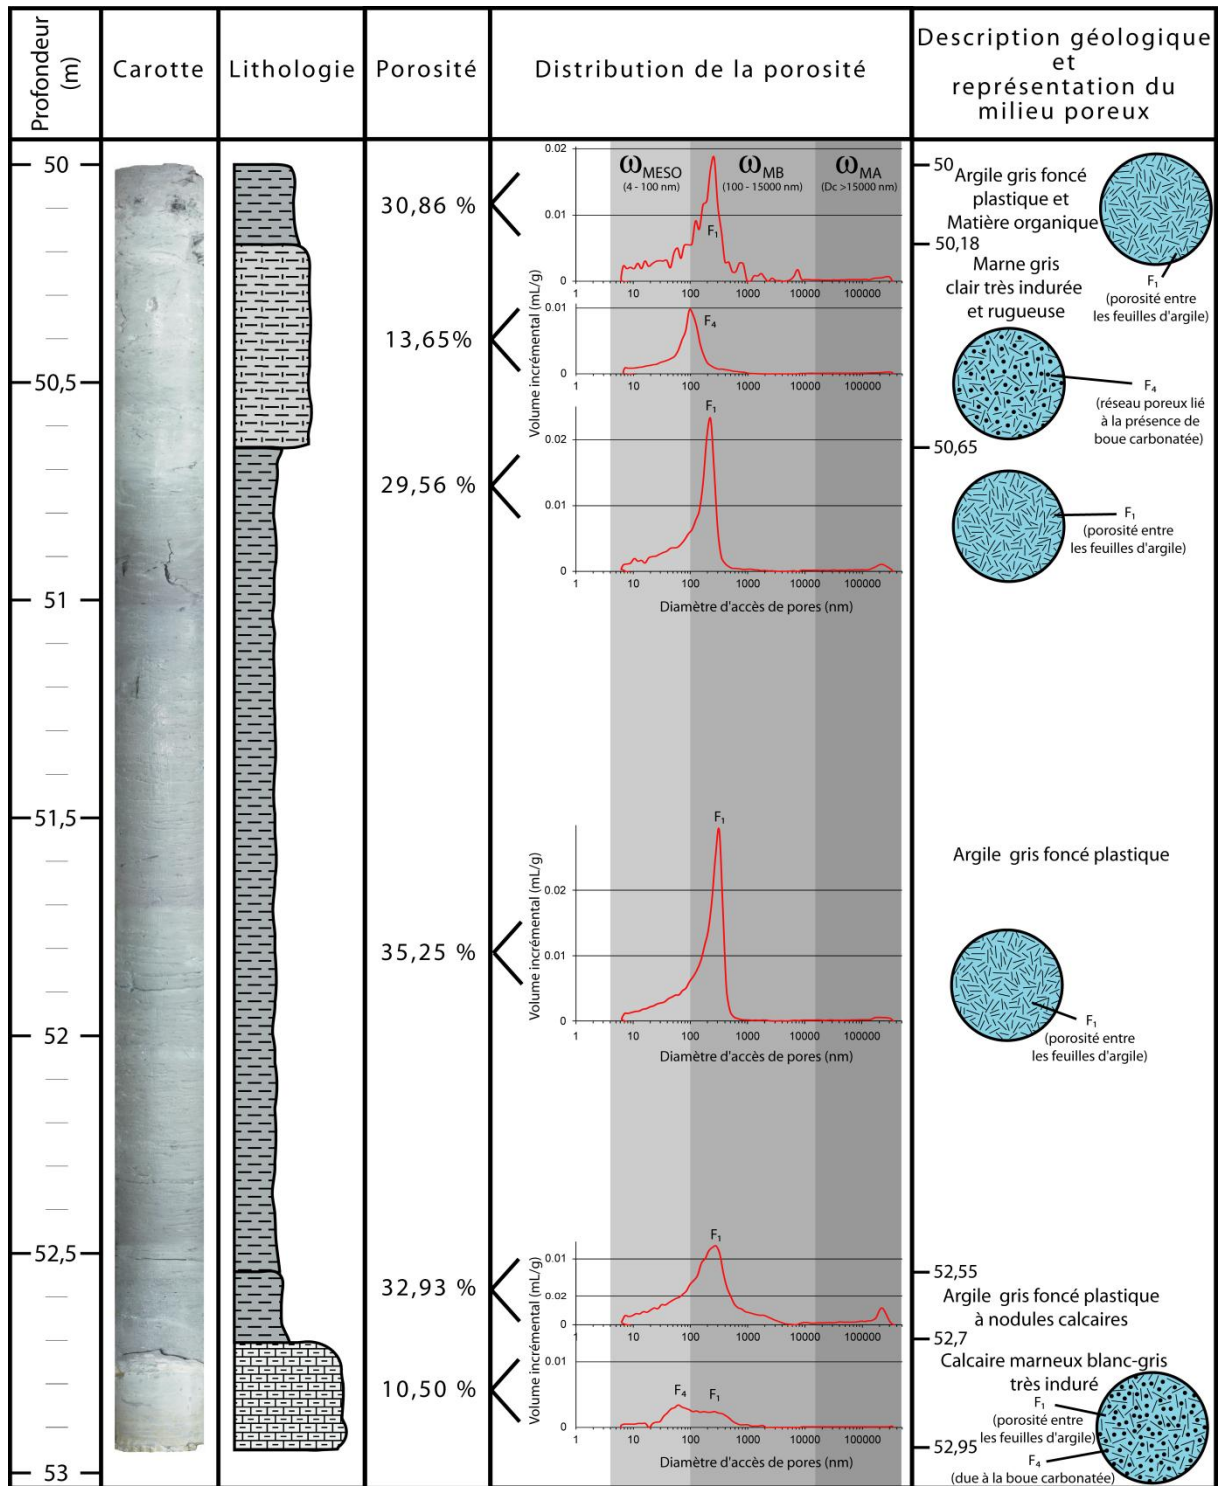 Profondeur
(m)
Carotte
Lithologie
Porosité
Distribution de la porosité
Description géologique
et
représentation du
milieu poreux
50
50,5
51
51,5
52
52,5
53
30,86 %
13,65%
29,56 %
35,25 %
32,93 %
10,50 %
ωMESO
(4 - 100 nm)
ωMB
(100 - 15000 nm)
ωMA
(Dc >15000 nm)
0.02
0.01
0
F1
1 10 100 1000 10000 100000
Volume incrémental (mL/g)
0.01
0
F4
1 10 100 1000 10000 100000
F1
0.02
0.01
0
1 10 100 1000 10000 100000
Diamètre d'accès de pores (nm)
F1
Volume incrémental (mL/g)
0.02
0.01
0
1 10 100 1000 10000 100000
Diamètre d'accès de pores (nm)
F1
Volume incrémental (mL/g)
0.01
0.02
0
1 10 100 1000 10000 100000
0.01
0
F4 F1
1 10 100 1000 10000 100000
Diamètre d'accès de pores (nm)
50
Argile gris foncé
plastique et
Matière organique
50,18
F1
(porosité entre
les feuilles d'argile)
Marne gris
clair très indurée
et rugueuse
F4
(réseau poreux lié
à la présence de
boue carbonatée)
50,65
F1
(porosité entre
les feuilles d'argile)
Argile gris foncé plastique
F1
(porosité entre
les feuilles d'argile)
52,55
Argile gris foncé plastique
à nodules calcaires
52,7
Calcaire marneux blanc-gris
très induré
F1
(porosité entre
les feuilles d'argile)
52,95
F4
(due à la boue carbonatée)